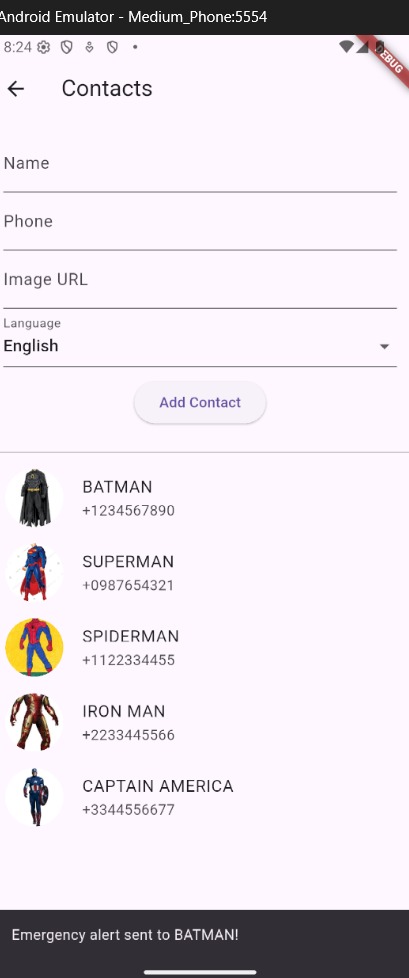 Android Emulator - Medium_Phone:5554
8:24
EBUG
Contacts
Name
Phone
Image URL
Language
English
Add Contact
BATMAN
+1234567890
SUPERMAN
+0987654321
SPIDERMAN
+1122334455
IRON MAN
+2233445566
CAPTAIN AMERICA
+3344556677
Emergency alert sent to BATMAN!